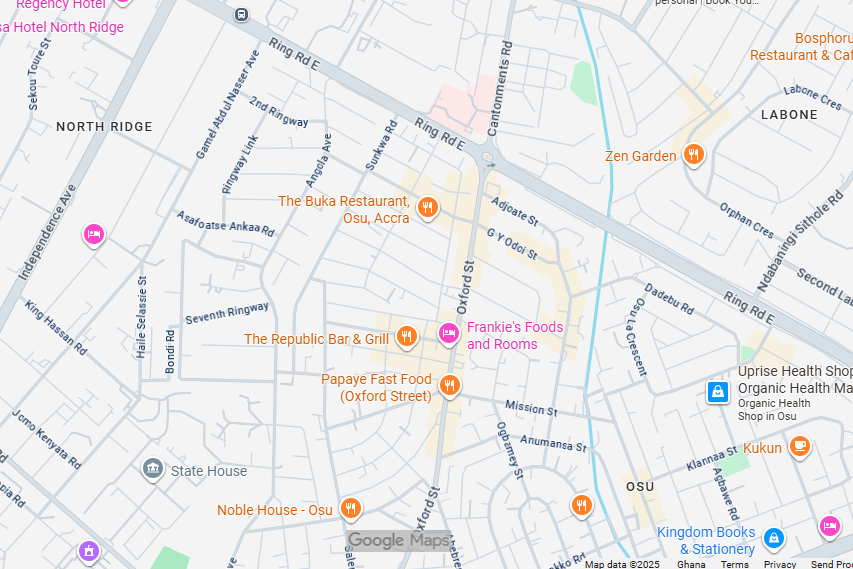 Regency Hotel
sa Hotel North Ridge
personal | Book You...
Bosphoru
Restaurant & Caf
Ring Rd E
Cantonments Rd
Sekou Toure St
Gamel Abdul Nasser Ave
2nd Ringway
Labone Cres
LABONE
NORTH RIDGE
Ringway Link
Angola Ave
Sunkwa Rd
Ring Rd E
Zen Garden
The Buka Restaurant,
Osu, Accra
Adjoate St
Independence Ave
Asafoatse Ankaa Rd
G Y Odoi St
Orphan Cres
Ndabaningi Sithole Rd
Oxford St
Second La
Haile Selassie St
Dadebu Rd
Ring Rd E
King Hassan Rd
Seventh Ringway
Osu La Crescent
Bondi Rd
The Republic Bar & Grill
Frankie's Foods
and Rooms
Papaye Fast Food
(Oxford Street)
Uprise Health Shop
Organic Health Ma
Organic Health
Shop in Osu
Mission St
Jomo Kenyata Rd
Ogbamey St
Anumansa St
Kukun
Klannaa St
State House
Agbawe Rd
OSU
Noble House - Osu
Oxford St
Google Maps
Kingdom Books
& Stationery
Map data ©2025 Ghana Terms Privacy Send Pro